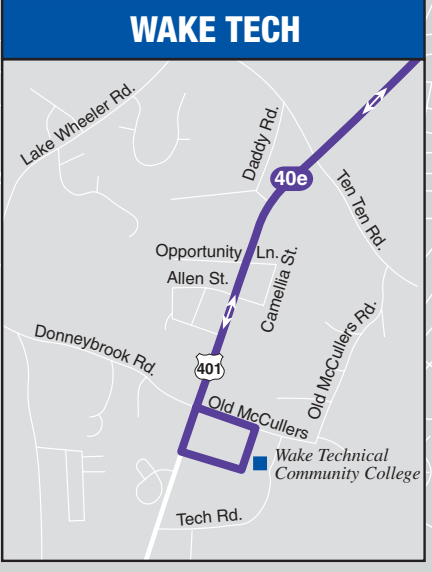 WAKE TECH
Lake Wheeler Rd.
Daddy Rd.
40e
Ten Ten Rd.
Opportunity Ln.
Allen St.
Camellia St.
Old McCullers Rd.
Donneybrook Rd.
401
Old McCullers
Wake Technical
Community College
Tech Rd.